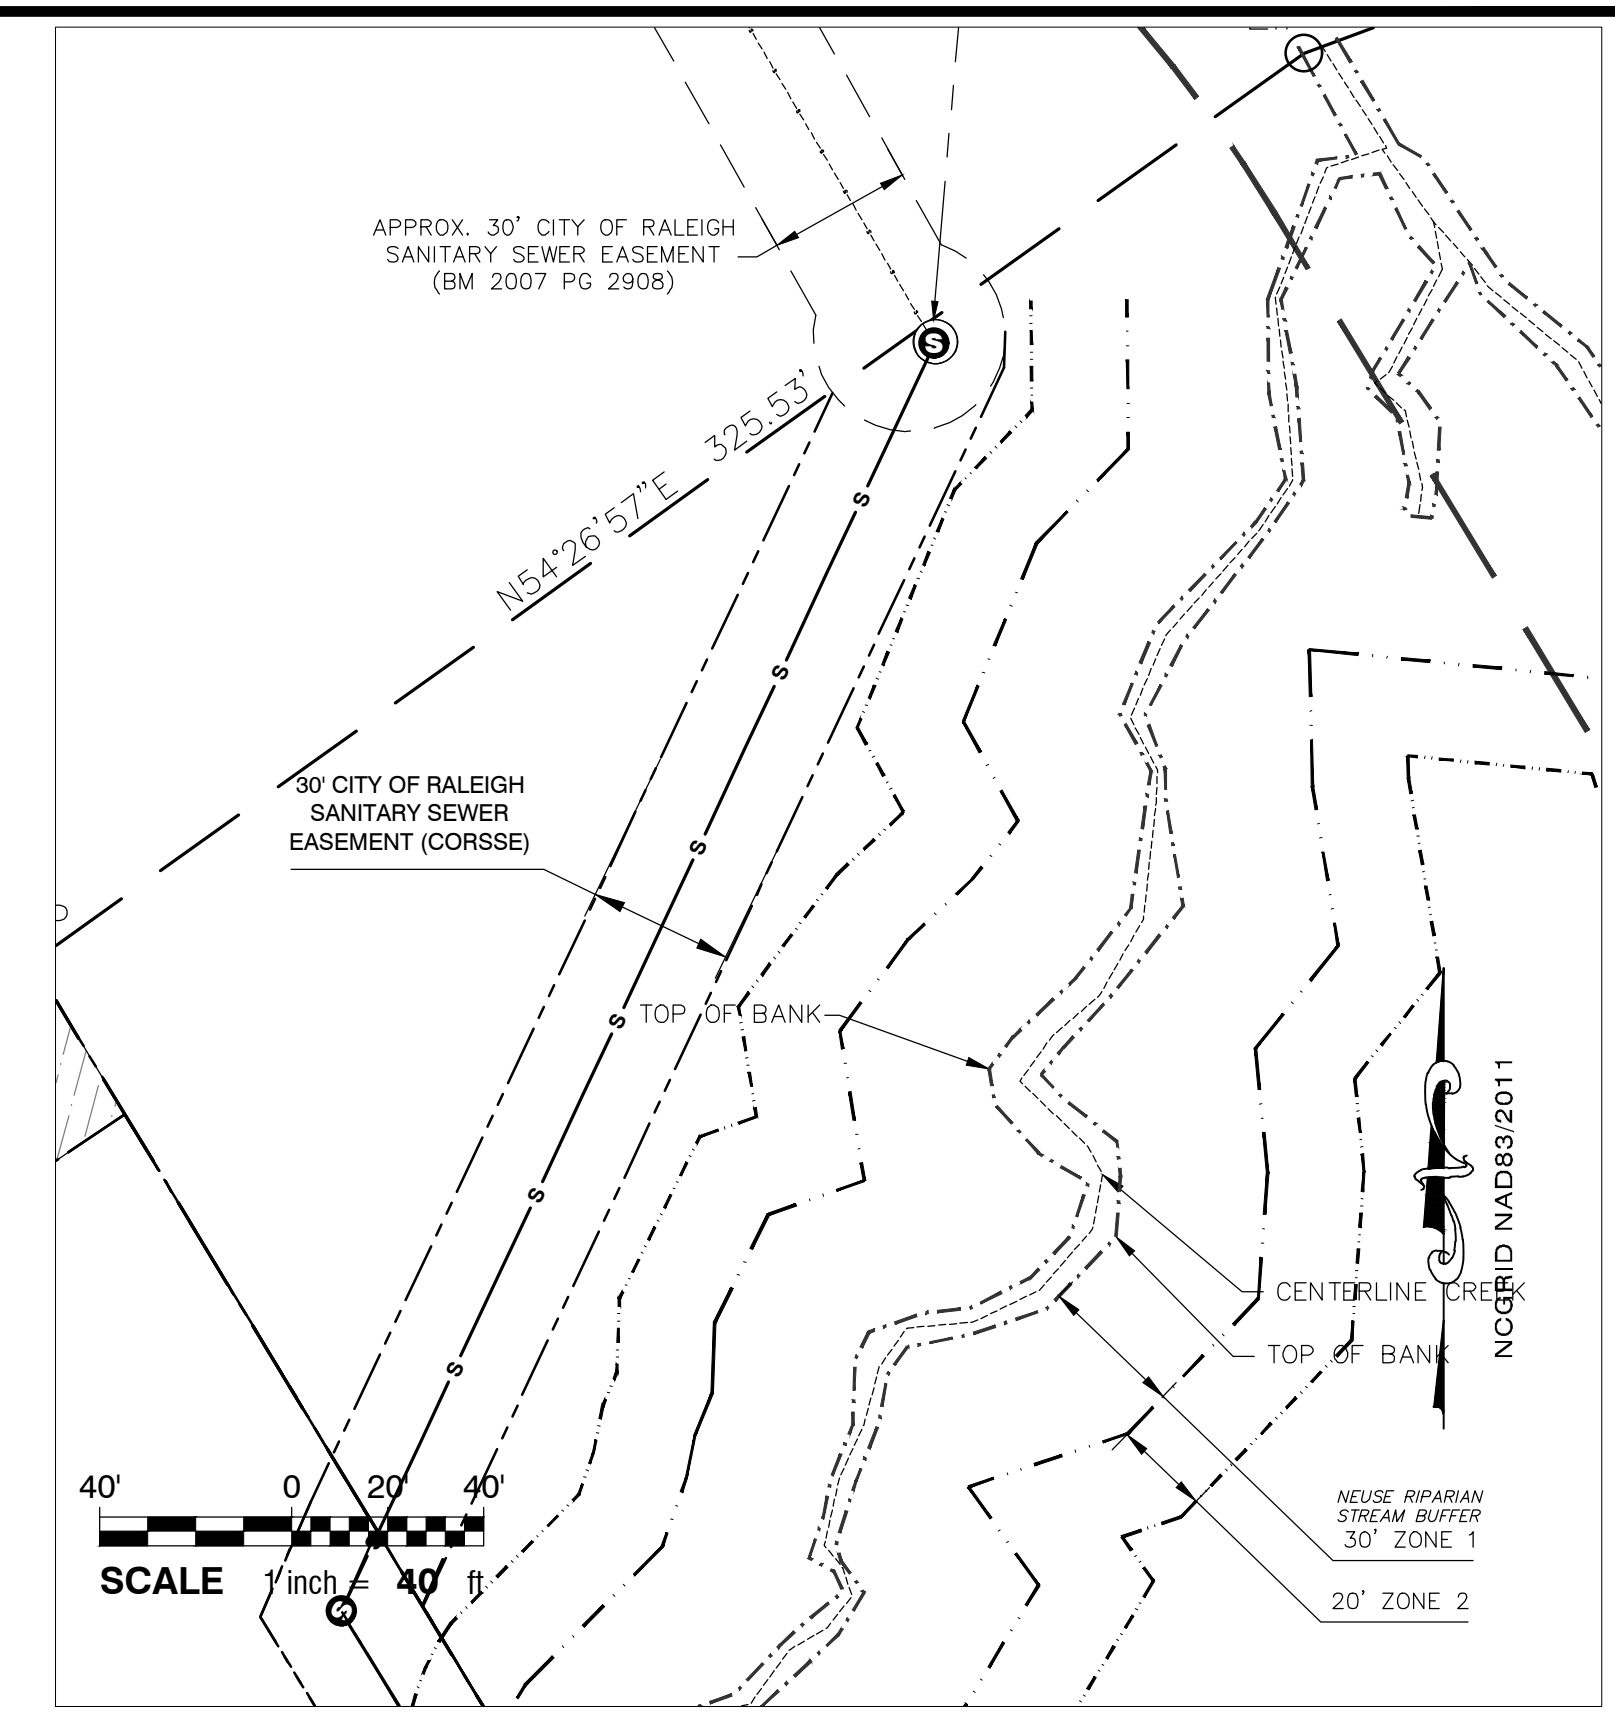 APPROX. 30' CITY OF RALEIGH
SANITARY SEWER EASEMENT
(BM 2007 PG 2908)
S
N54°26'57"E 325.53'
S
S
30' CITY OF RALEIGH
SANITARY SEWER
EASEMENT (CORSSE)
S
TOP OF BANK
S
NCGRID NAD83/2011
S
CENTERLINE CREEK
TOP OF BANK
S
40' 0 20' 40'
NEUSE RIPARIAN
STREAM BUFFER
30' ZONE 1
SCALE 1 inch = 40 ft
20' ZONE 2
S